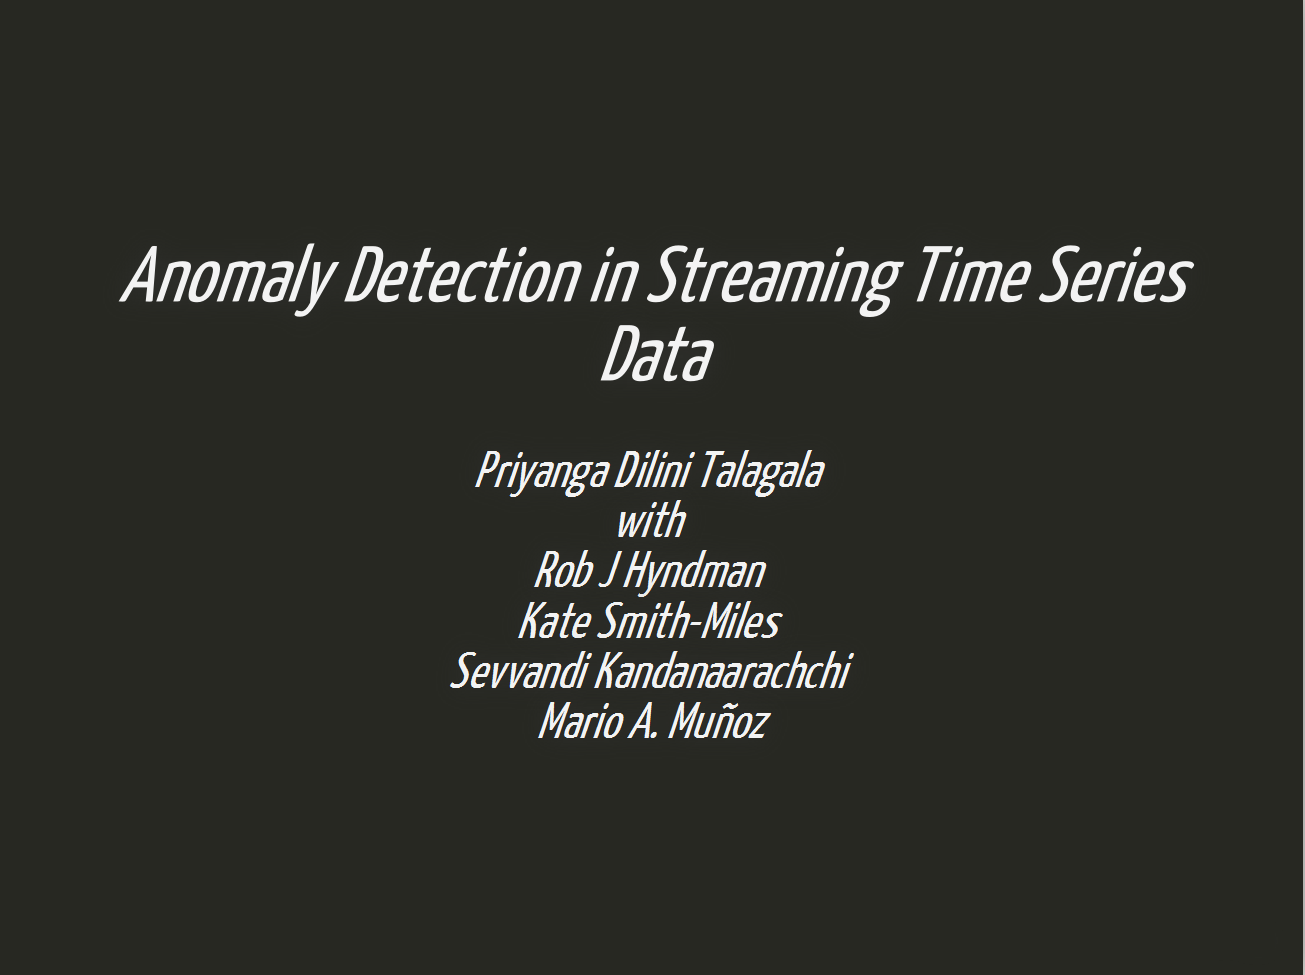 Anomaly Detection in Streaming Time Series
Data
Priyanga Dilini Talagala
with
Rob J Hyndman
Kate Smith-Miles
Sevvandi Kandanaarachchi
Mario A. Muñoz